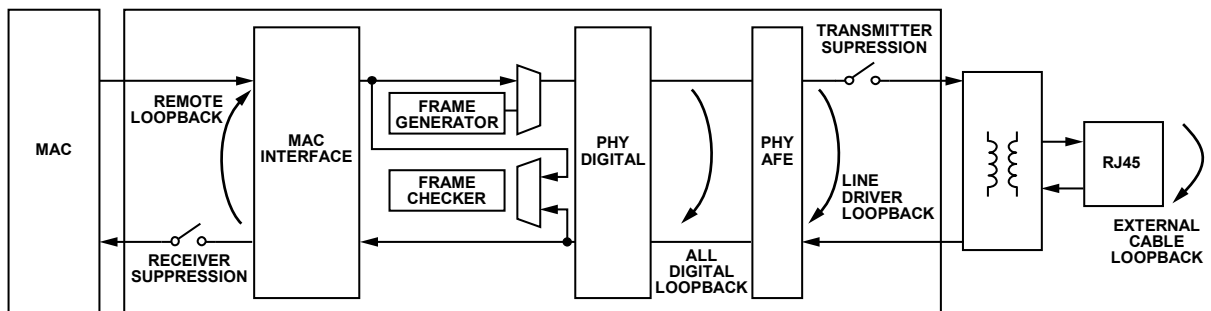 MAC
REMOTE
LOOPBACK
RECEIVER
SUPPRESSION
MAC
INTERFACE
FRAME
GENERATOR
FRAME
CHECKER
PHY
DIGITAL
ALL
DIGITAL
LOOPBACK
PHY
AFE
TRANSMITTER
SUPRESSION
LINE
DRIVER
LOOPBACK
RJ45
EXTERNAL
CABLE
LOOPBACK